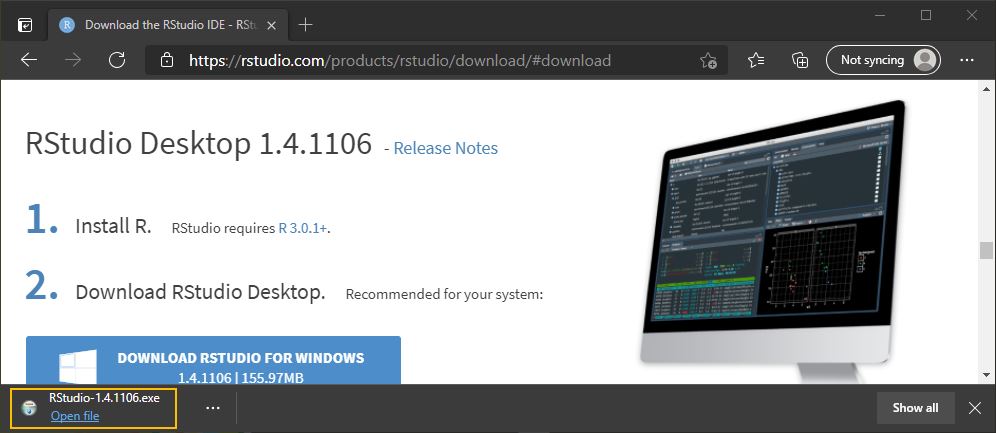 R Download the RStudio IDE - RStu
https://rstudio.com/products/rstudio/download/#download
Not syncing
RStudio Desktop 1.4.1106 - Release Notes
1. Install R. RStudio requires R 3.0.1+.
2. Download RStudio Desktop. Recommended for your system:
DOWNLOAD RSTUDIO FOR WINDOWS
1.4.1106 | 155.97MB
RStudio-1.4.1106.exe
Open file
Show all